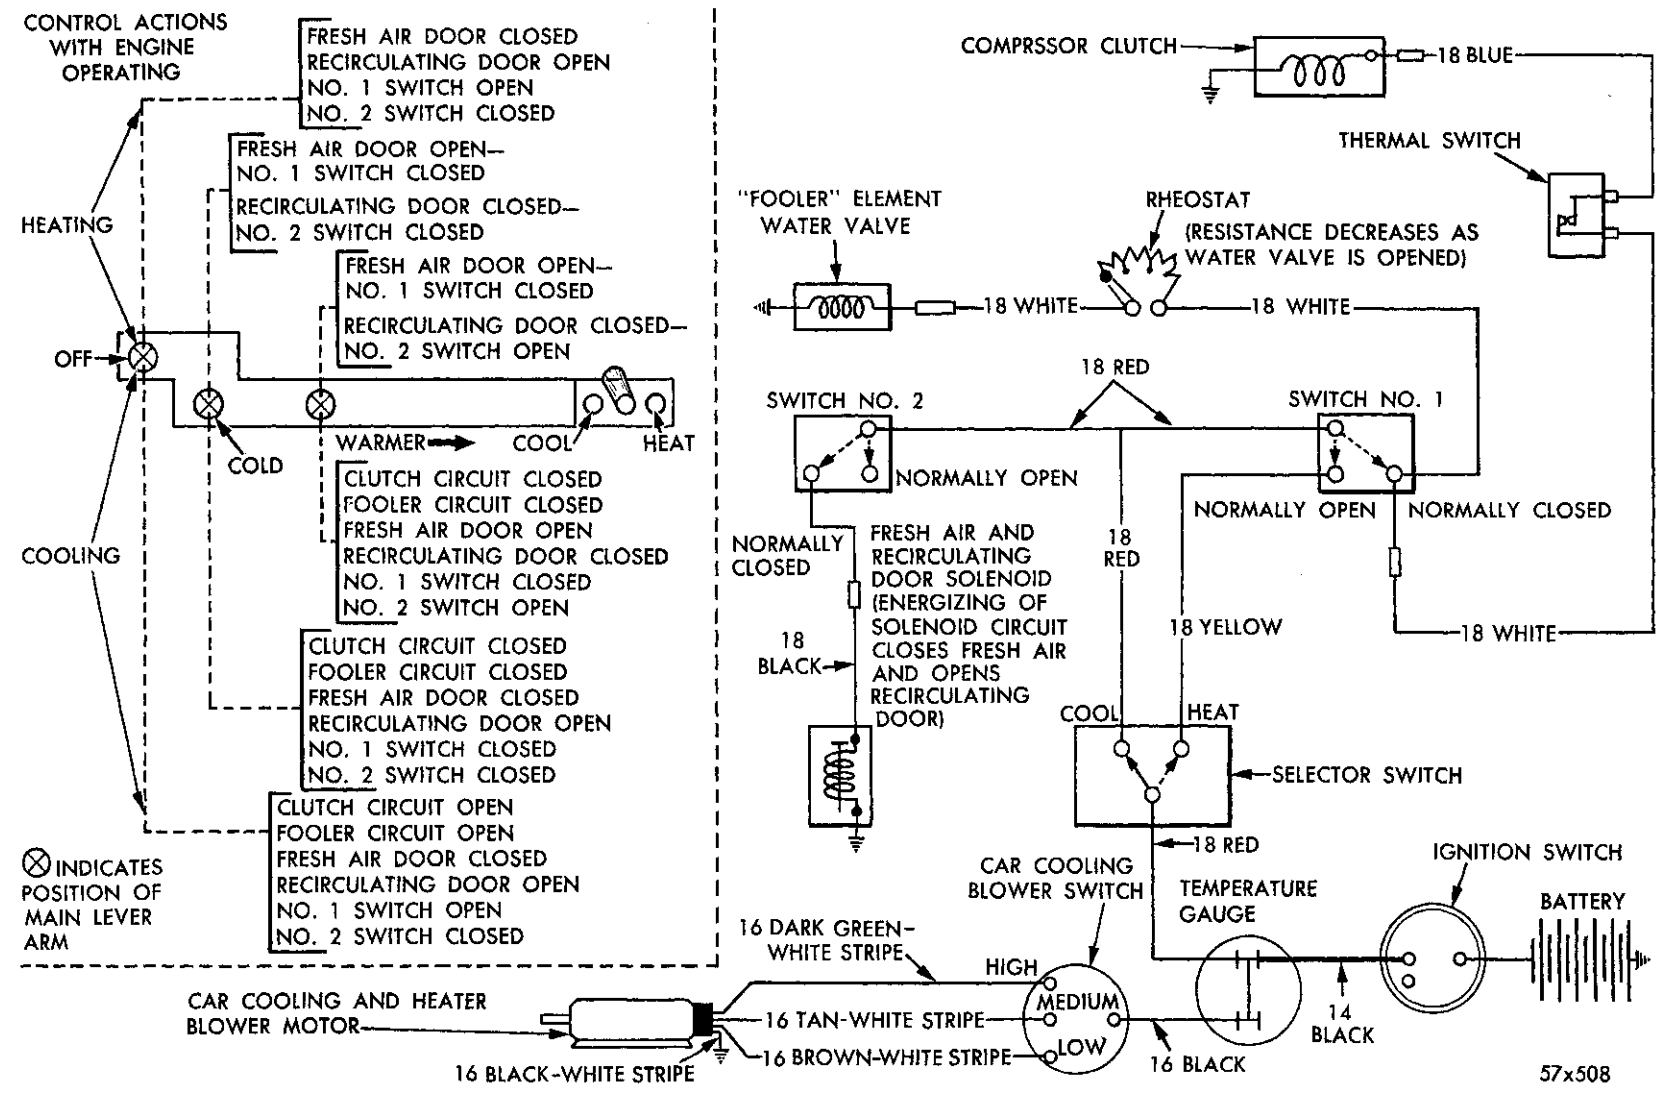 CONTROL ACTIONS
WITH ENGINE
OPERATING
FRESH AIR DOOR CLOSED
RECIRCULATING DOOR OPEN
NO. 1 SWITCH OPEN
NO. 2 SWITCH CLOSED
FRESH AIR DOOR OPEN—
NO. 1 SWITCH CLOSED
RECIRCULATING DOOR CLOSED—
NO. 2 SWITCH CLOSED
HEATING
FRESH AIR DOOR OPEN—
NO. 1 SWITCH CLOSED
RECIRCULATING DOOR CLOSED—
NO. 2 SWITCH OPEN
OFF
COLD
WARMER
COOL
HEAT
CLUTCH CIRCUIT CLOSED
FOOLER CIRCUIT CLOSED
FRESH AIR DOOR OPEN
RECIRCULATING DOOR CLOSED
NO. 1 SWITCH CLOSED
NO. 2 SWITCH OPEN
COOLING
CLUTCH CIRCUIT CLOSED
FOOLER CIRCUIT CLOSED
FRESH AIR DOOR CLOSED
RECIRCULATING DOOR OPEN
NO. 1 SWITCH CLOSED
NO. 2 SWITCH CLOSED
CLUTCH CIRCUIT OPEN
FOOLER CIRCUIT OPEN
FRESH AIR DOOR CLOSED
RECIRCULATING DOOR OPEN
NO. 1 SWITCH OPEN
NO. 2 SWITCH CLOSED
INDICATES
POSITION OF
MAIN LEVER
ARM
COMPRSSOR CLUTCH
18 BLUE
THERMAL SWITCH
"FOOLER" ELEMENT
WATER VALVE
RHEOSTAT
(RESISTANCE DECREASES AS
WATER VALVE IS OPENED)
18 WHITE
18 WHITE
18 RED
SWITCH NO. 2
SWITCH NO. 1
NORMALLY OPEN
NORMALLY OPEN
NORMALLY CLOSED
NORMALLY
CLOSED
FRESH AIR AND
RECIRCULATING
DOOR SOLENOID
(ENERGIZING OF
SOLENOID CIRCUIT
CLOSES FRESH AIR
AND OPENS
RECIRCULATING
DOOR)
18
RED
18 YELLOW
18 WHITE
18
BLACK
COOL
HEAT
SELECTOR SWITCH
18 RED
CAR COOLING
BLOWER SWITCH
TEMPERATURE
GAUGE
IGNITION SWITCH
BATTERY
16 DARK GREEN-
WHITE STRIPE
HIGH
MEDIUM
LOW
CAR COOLING AND HEATER
BLOWER MOTOR
16 TAN-WHITE STRIPE
16 BROWN-WHITE STRIPE
16 BLACK-WHITE STRIPE
16 BLACK
14
BLACK
57x508